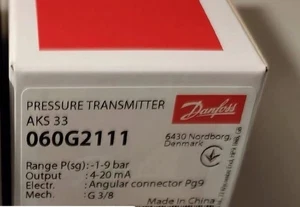 PRESSURE TRANSMITTER
AKS 33
060G2111
Danfoss
6430 Nordborg,
Denmark
Range P(sg): -1-9 bar
Output : 4-20 mA
Electr. : Angular connector Pg9
Mech. : G 3/8
Made in China